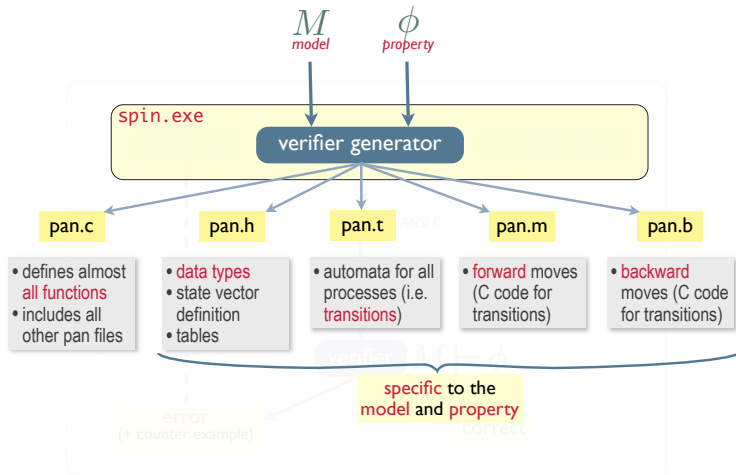 M ϕ
model property
spin.exe
verifier generator
ANSI C
pan.c pan.h pan.t pan.m pan.b
• defines almost
all functions
• includes all
other pan files
• data types
• state vector
definition
• tables
• automata for all
processes (i.e.
transitions)
• forward moves
(C code for
transitions)
• backward
moves (C code
for transitions)
verifier M |= ϕ
specific to the
model and property
error
(+ counter example)
correct